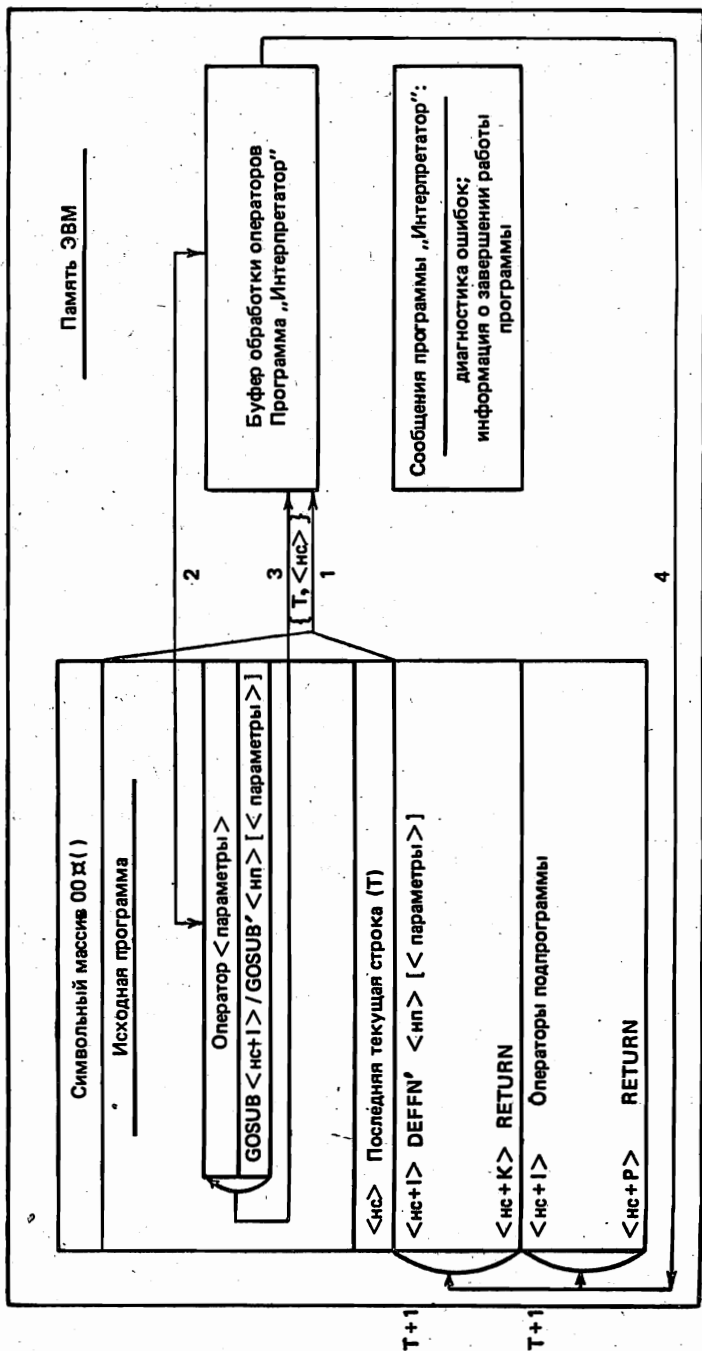 Память ЭВМ
Символьный массив 00¤( )
Исходная программа
Оператор <параметры>
GOSUB <нс+I> / GOSUB′ <нп> [<параметры>]
<нс> Последняя текущая строка (T)
<нс+I> DEFFN′ <нп> [<параметры>]
<нс+K> RETURN
<нс+I> Операторы подпрограммы
<нс+P> RETURN
T+1
T+1
2
3
{ T, <нс> }
1
4
Буфер обработки операторов
Программа „Интерпретатор"
Сообщения программы „Интерпретатор":
диагностика ошибок;
информация о завершении работы
программы